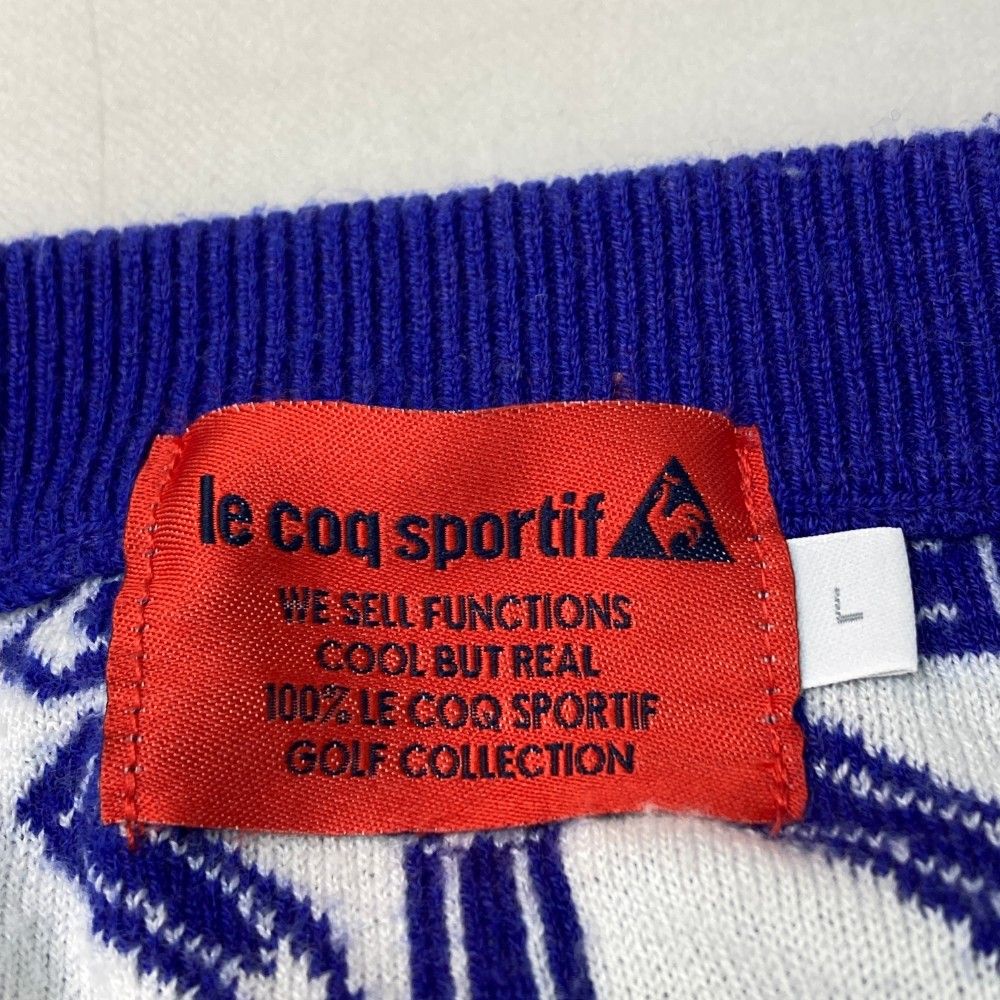 le coq sportif
WE SELL FUNCTIONS
COOL BUT REAL
100% LE COQ SPORTIF
GOLF COLLECTION
L